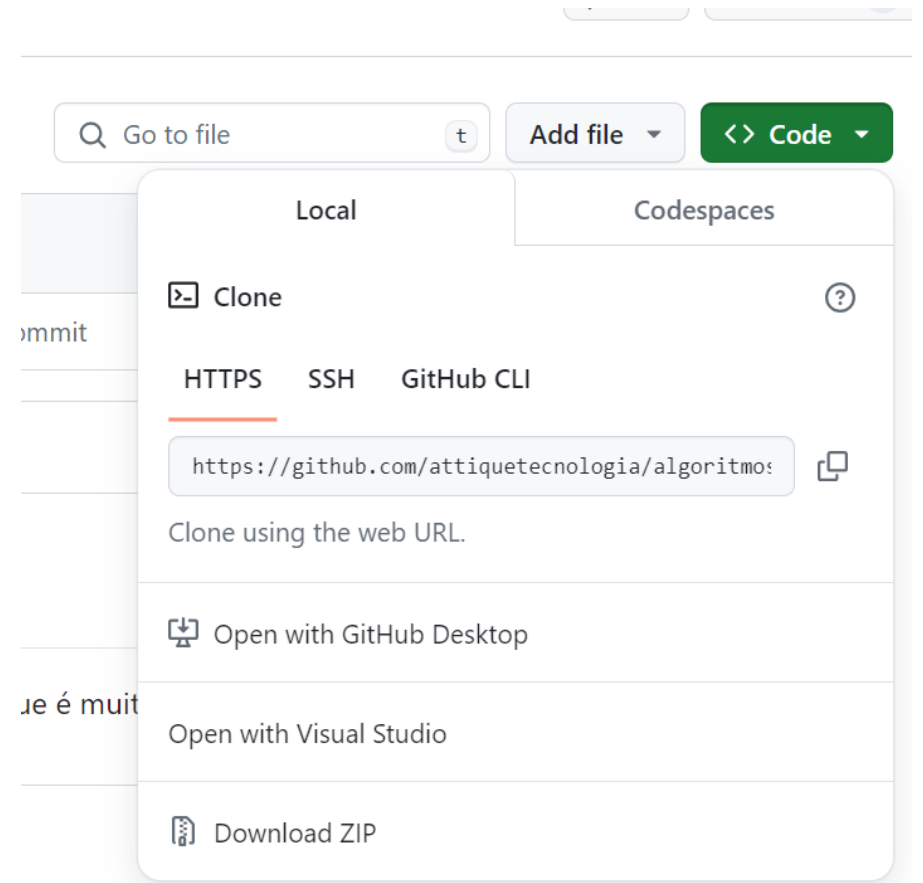 Go to file t Add file <> Code
Local Codespaces
Clone
ommit
HTTPS SSH GitHub CLI
https://github.com/attiquetecnologia/algoritmos
Clone using the web URL.
Open with GitHub Desktop
ue é muit
Open with Visual Studio
Download ZIP